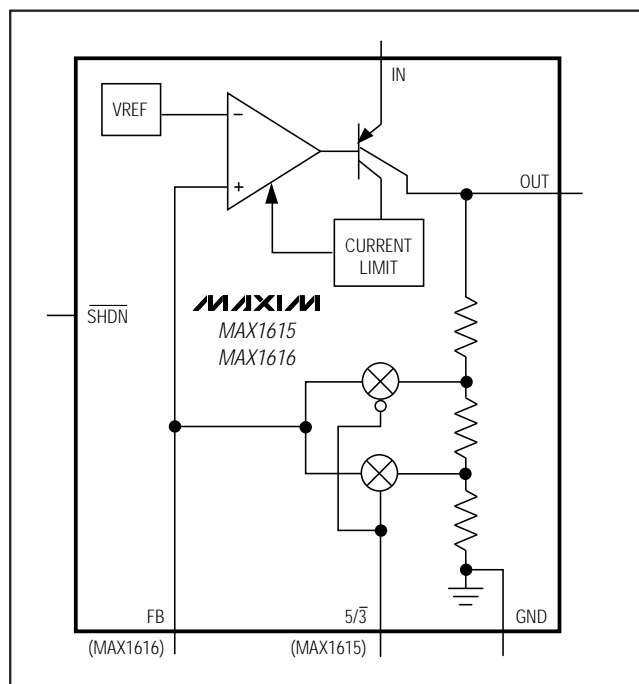 IN
VREF
−
+
OUT
CURRENT
LIMIT
SHDN
MAXIM
MAX1615
MAX1616
FB
5/3
GND
(MAX1616)
(MAX1615)